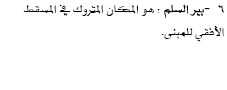 ٦ -بير السلم : هو المكان المتروك في المسقط
الأفقي للمبنى.